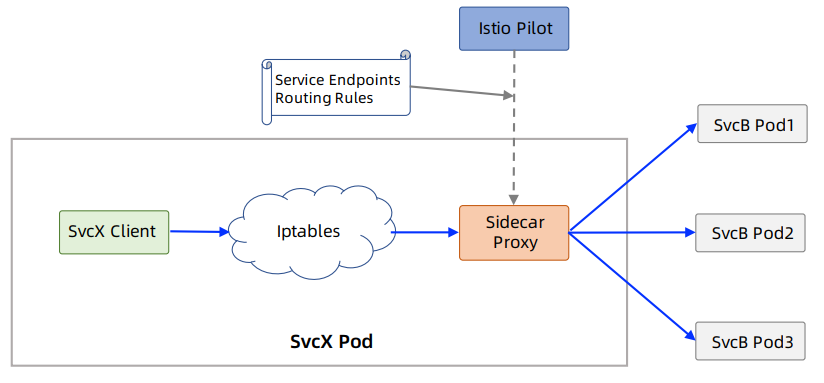 Istio Pilot
Service Endpoints
Routing Rules
SvcB Pod1
SvcX Client
Iptables
Sidecar
Proxy
SvcB Pod2
SvcX Pod
SvcB Pod3